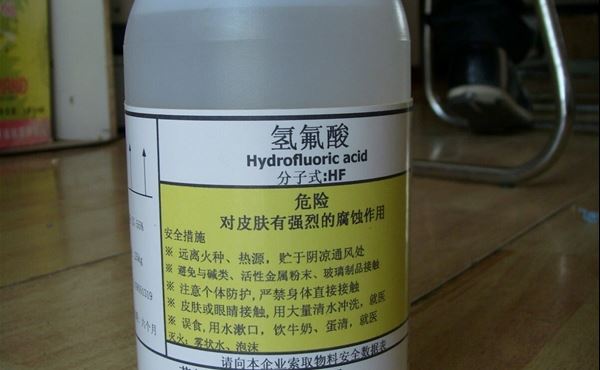 氢氟酸
Hydrofluoric acid
分子式:HF
危险
对皮肤有强烈的腐蚀作用
安全措施
※ 远离火种、热源，贮于阴凉通风处
※ 避免与碱类、活性金属粉末、玻璃制品接触
※ 注意个体防护,严禁身体直接接触
※ 皮肤或眼睛接触,用大量清水冲洗,就医
※ 误食,用水漱口,饮牛奶、蛋清,就医
灭火:雾状水、泡沫
请向本企业索取物料安全数据表
六个月